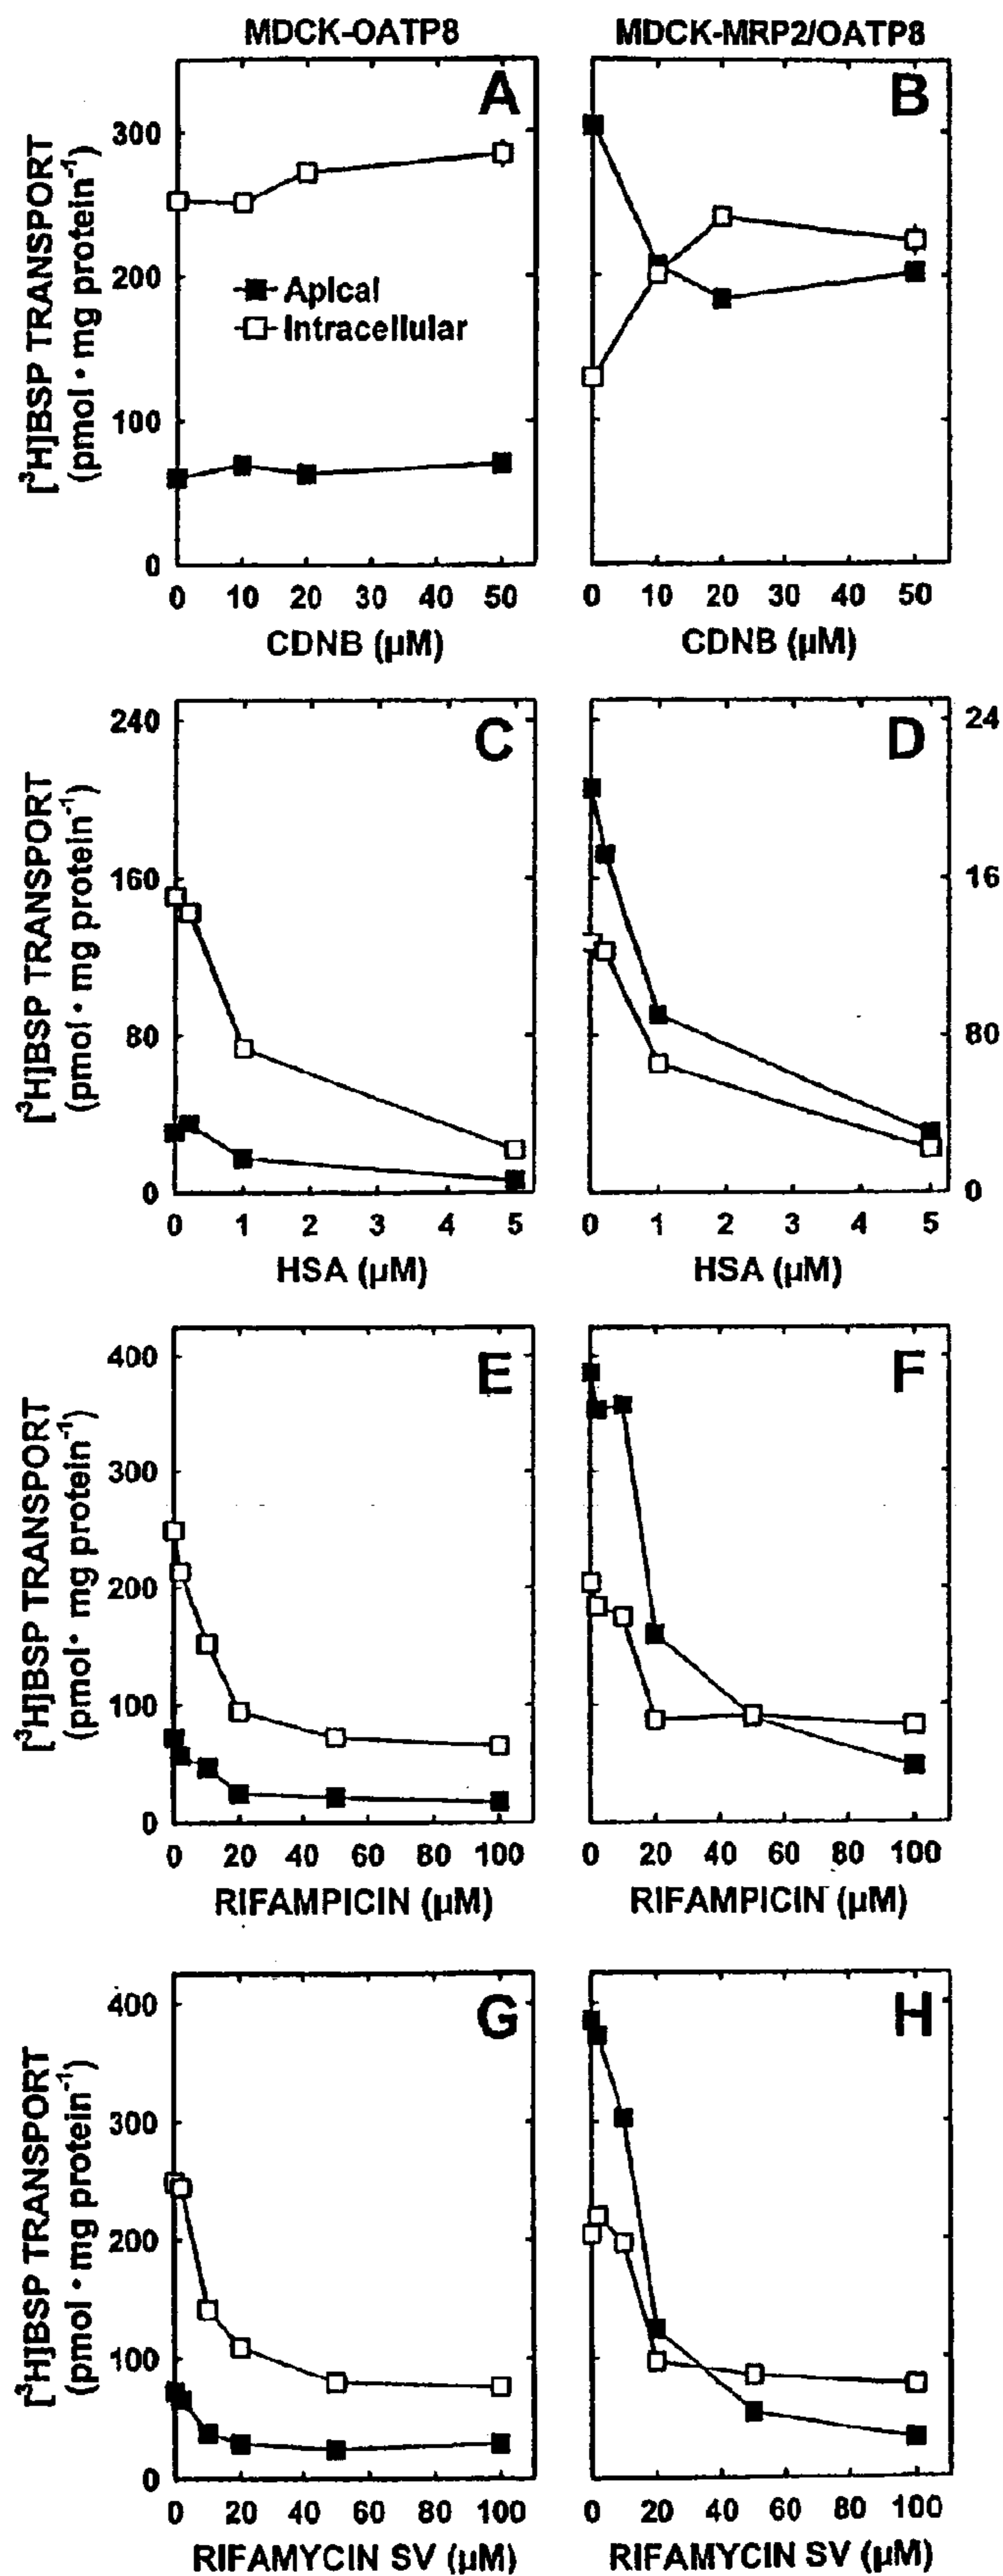 MDCK-OATP8
MDCK-MRP2/OATP8
A
B
[³H]BSP TRANSPORT
(pmol • mg protein⁻¹)
300
200
100
0
Apical
Intracellular
0 10 20 30 40 50
CDNB (µM)
0 10 20 30 40 50
CDNB (µM)
C
D
[³H]BSP TRANSPORT
(pmol • mg protein⁻¹)
240
160
80
0
24
16
80
0
0 1 2 3 4 5
HSA (µM)
0 1 2 3 4 5
HSA (µM)
E
F
[³H]BSP TRANSPORT
(pmol• mg protein⁻¹)
400
300
200
100
0
0 20 40 60 80 100
RIFAMPICIN (µM)
0 20 40 60 80 100
RIFAMPICIN (µM)
G
H
[³H]BSP TRANSPORT
(pmol • mg protein⁻¹)
400
300
200
100
0
0 20 40 60 80 100
RIFAMYCIN SV (µM)
0 20 40 60 80 100
RIFAMYCIN SV (µM)